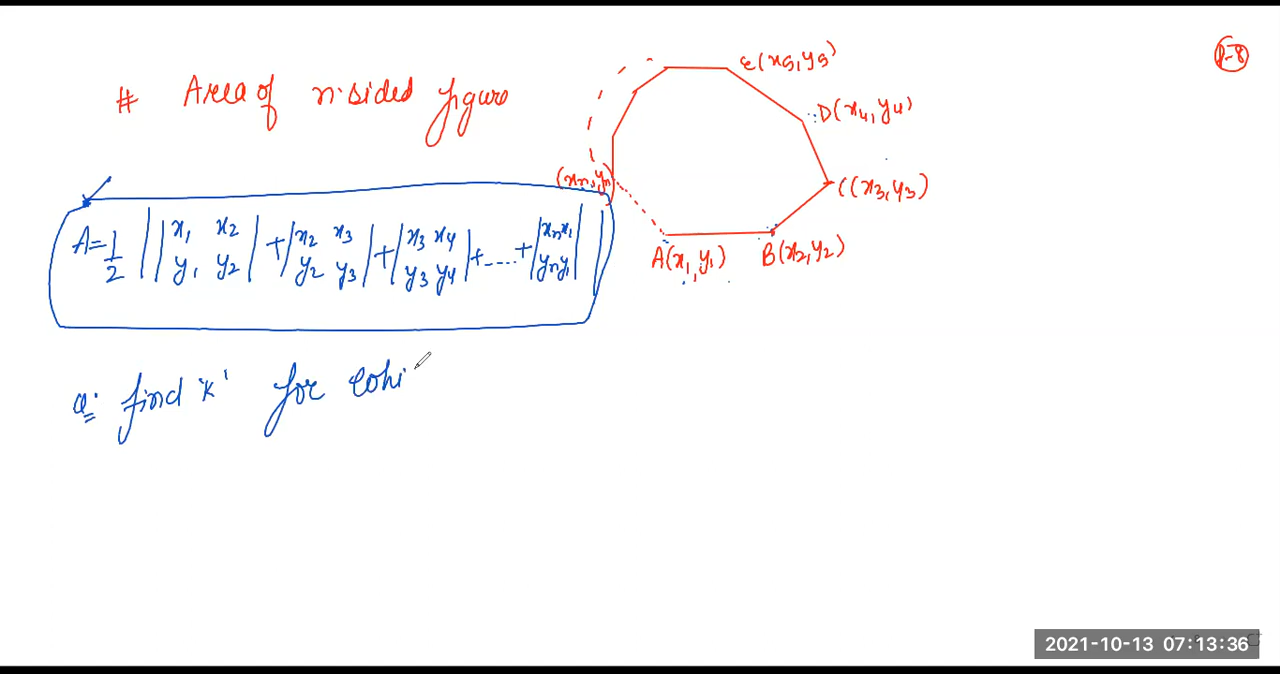 P-8
# Area of n-sided figure
E(x5, y5)
D(x4, y4)
C(x3, y3)
B(x2, y2)
A(x1, y1)
(xn, yn)
A = 1/2 | |x1 x2; y1 y2| + |x2 x3; y2 y3| + |x3 x4; y3 y4| + ..... + |xn x1; yn y1| |
Q: find 'K' for whi
2021-10-13 07:13:36